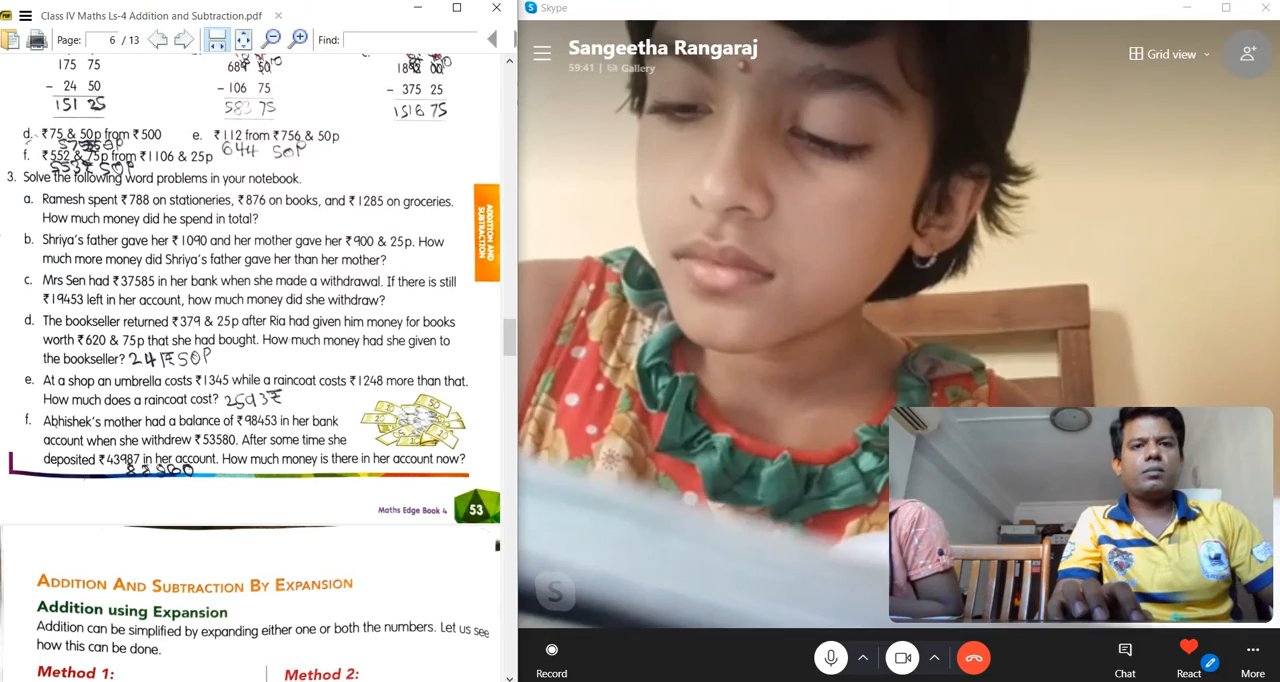 Class IV Maths Ls-4 Addition and Subtraction.pdf
Page: 6 / 13 Find:
175 75
- 24 50
151 25
689 50
- 106 75
583 75
- 375 25
1516 75
d. ₹75 & 50p from ₹500
e. ₹112 from ₹756 & 50p
644 50P
f. ₹552 & 75p from ₹1106 & 25p
553₹ 50P
3. Solve the following word problems in your notebook.
a. Ramesh spent ₹788 on stationeries, ₹876 on books, and ₹1285 on groceries.
How much money did he spend in total?
b. Shriya's father gave her ₹1090 and her mother gave her ₹900 & 25p. How
much more money did Shriya's father gave her than her mother?
c. Mrs Sen had ₹37585 in her bank when she made a withdrawal. If there is still
₹19453 left in her account, how much money did she withdraw?
d. The bookseller returned ₹379 & 25p after Ria had given him money for books
worth ₹620 & 75p that she had bought. How much money had she given to
the bookseller? 241₹50P
e. At a shop an umbrella costs ₹1345 while a raincoat costs ₹1248 more than that.
How much does a raincoat cost? 2593₹
f. Abhishek's mother had a balance of ₹98453 in her bank
account when she withdrew ₹53580. After some time she
deposited ₹43987 in her account. How much money is there in her account now?
ADDITION AND
SUBTRACTION
Maths Edge Book 4 53
ADDITION AND SUBTRACTION BY EXPANSION
Addition using Expansion
Addition can be simplified by expanding either one or both the numbers. Let us see
how this can be done.
Method 1: Method 2:
Skype
Sangeetha Rangaraj
59:41 | Gallery
Grid view
Record
Chat
React
More